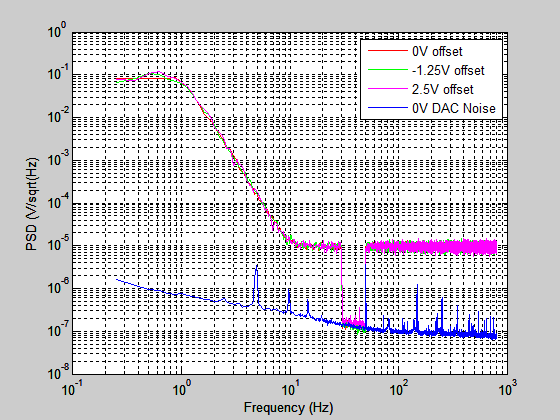 10^0
10^-1
10^-2
10^-3
10^-4
10^-5
10^-6
10^-7
10^-8
PSD (V/sqrt(Hz)
0V offset
-1.25V offset
2.5V offset
0V DAC Noise
10^-1 10^0 10^1 10^2 10^3
Frequency (Hz)